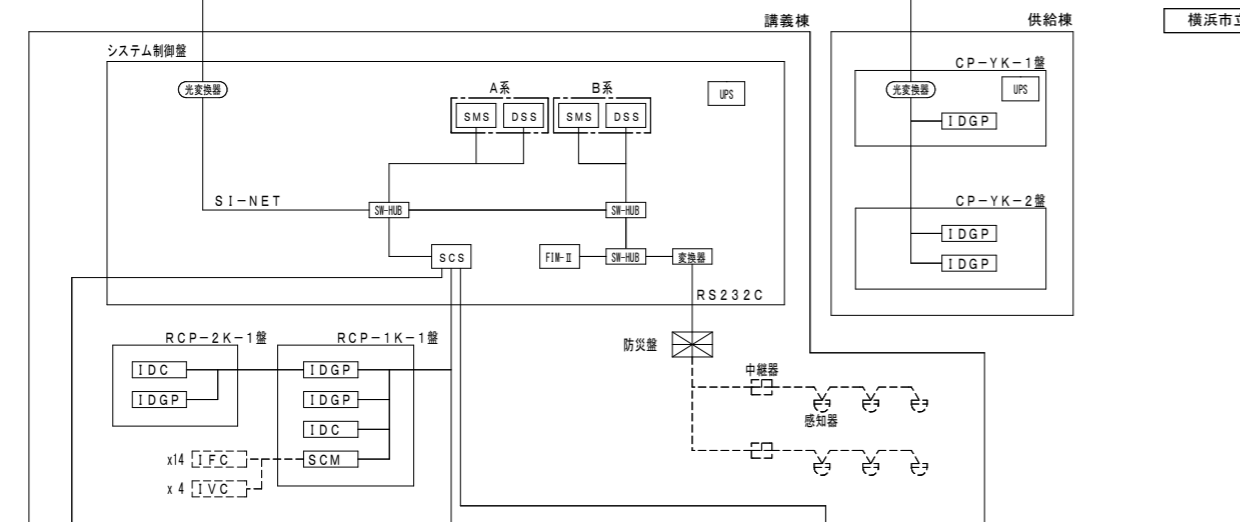 講義棟
供給棟
横浜市立
システム制御盤
CP-YK-1盤
光変換器
A系
B系
UPS
光変換器
UPS
SMS
DSS
SMS
DSS
IDGP
SI-NET
SW-HUB
SW-HUB
CP-YK-2盤
IDGP
SCS
FIM-Ⅱ
SW-HUB
変換器
IDGP
RS232C
RCP-2K-1盤
RCP-1K-1盤
防災盤
IDC
IDGP
中継器
IDGP
IDGP
感知器
IDC
x14 IFC
SCM
x 4 IVC